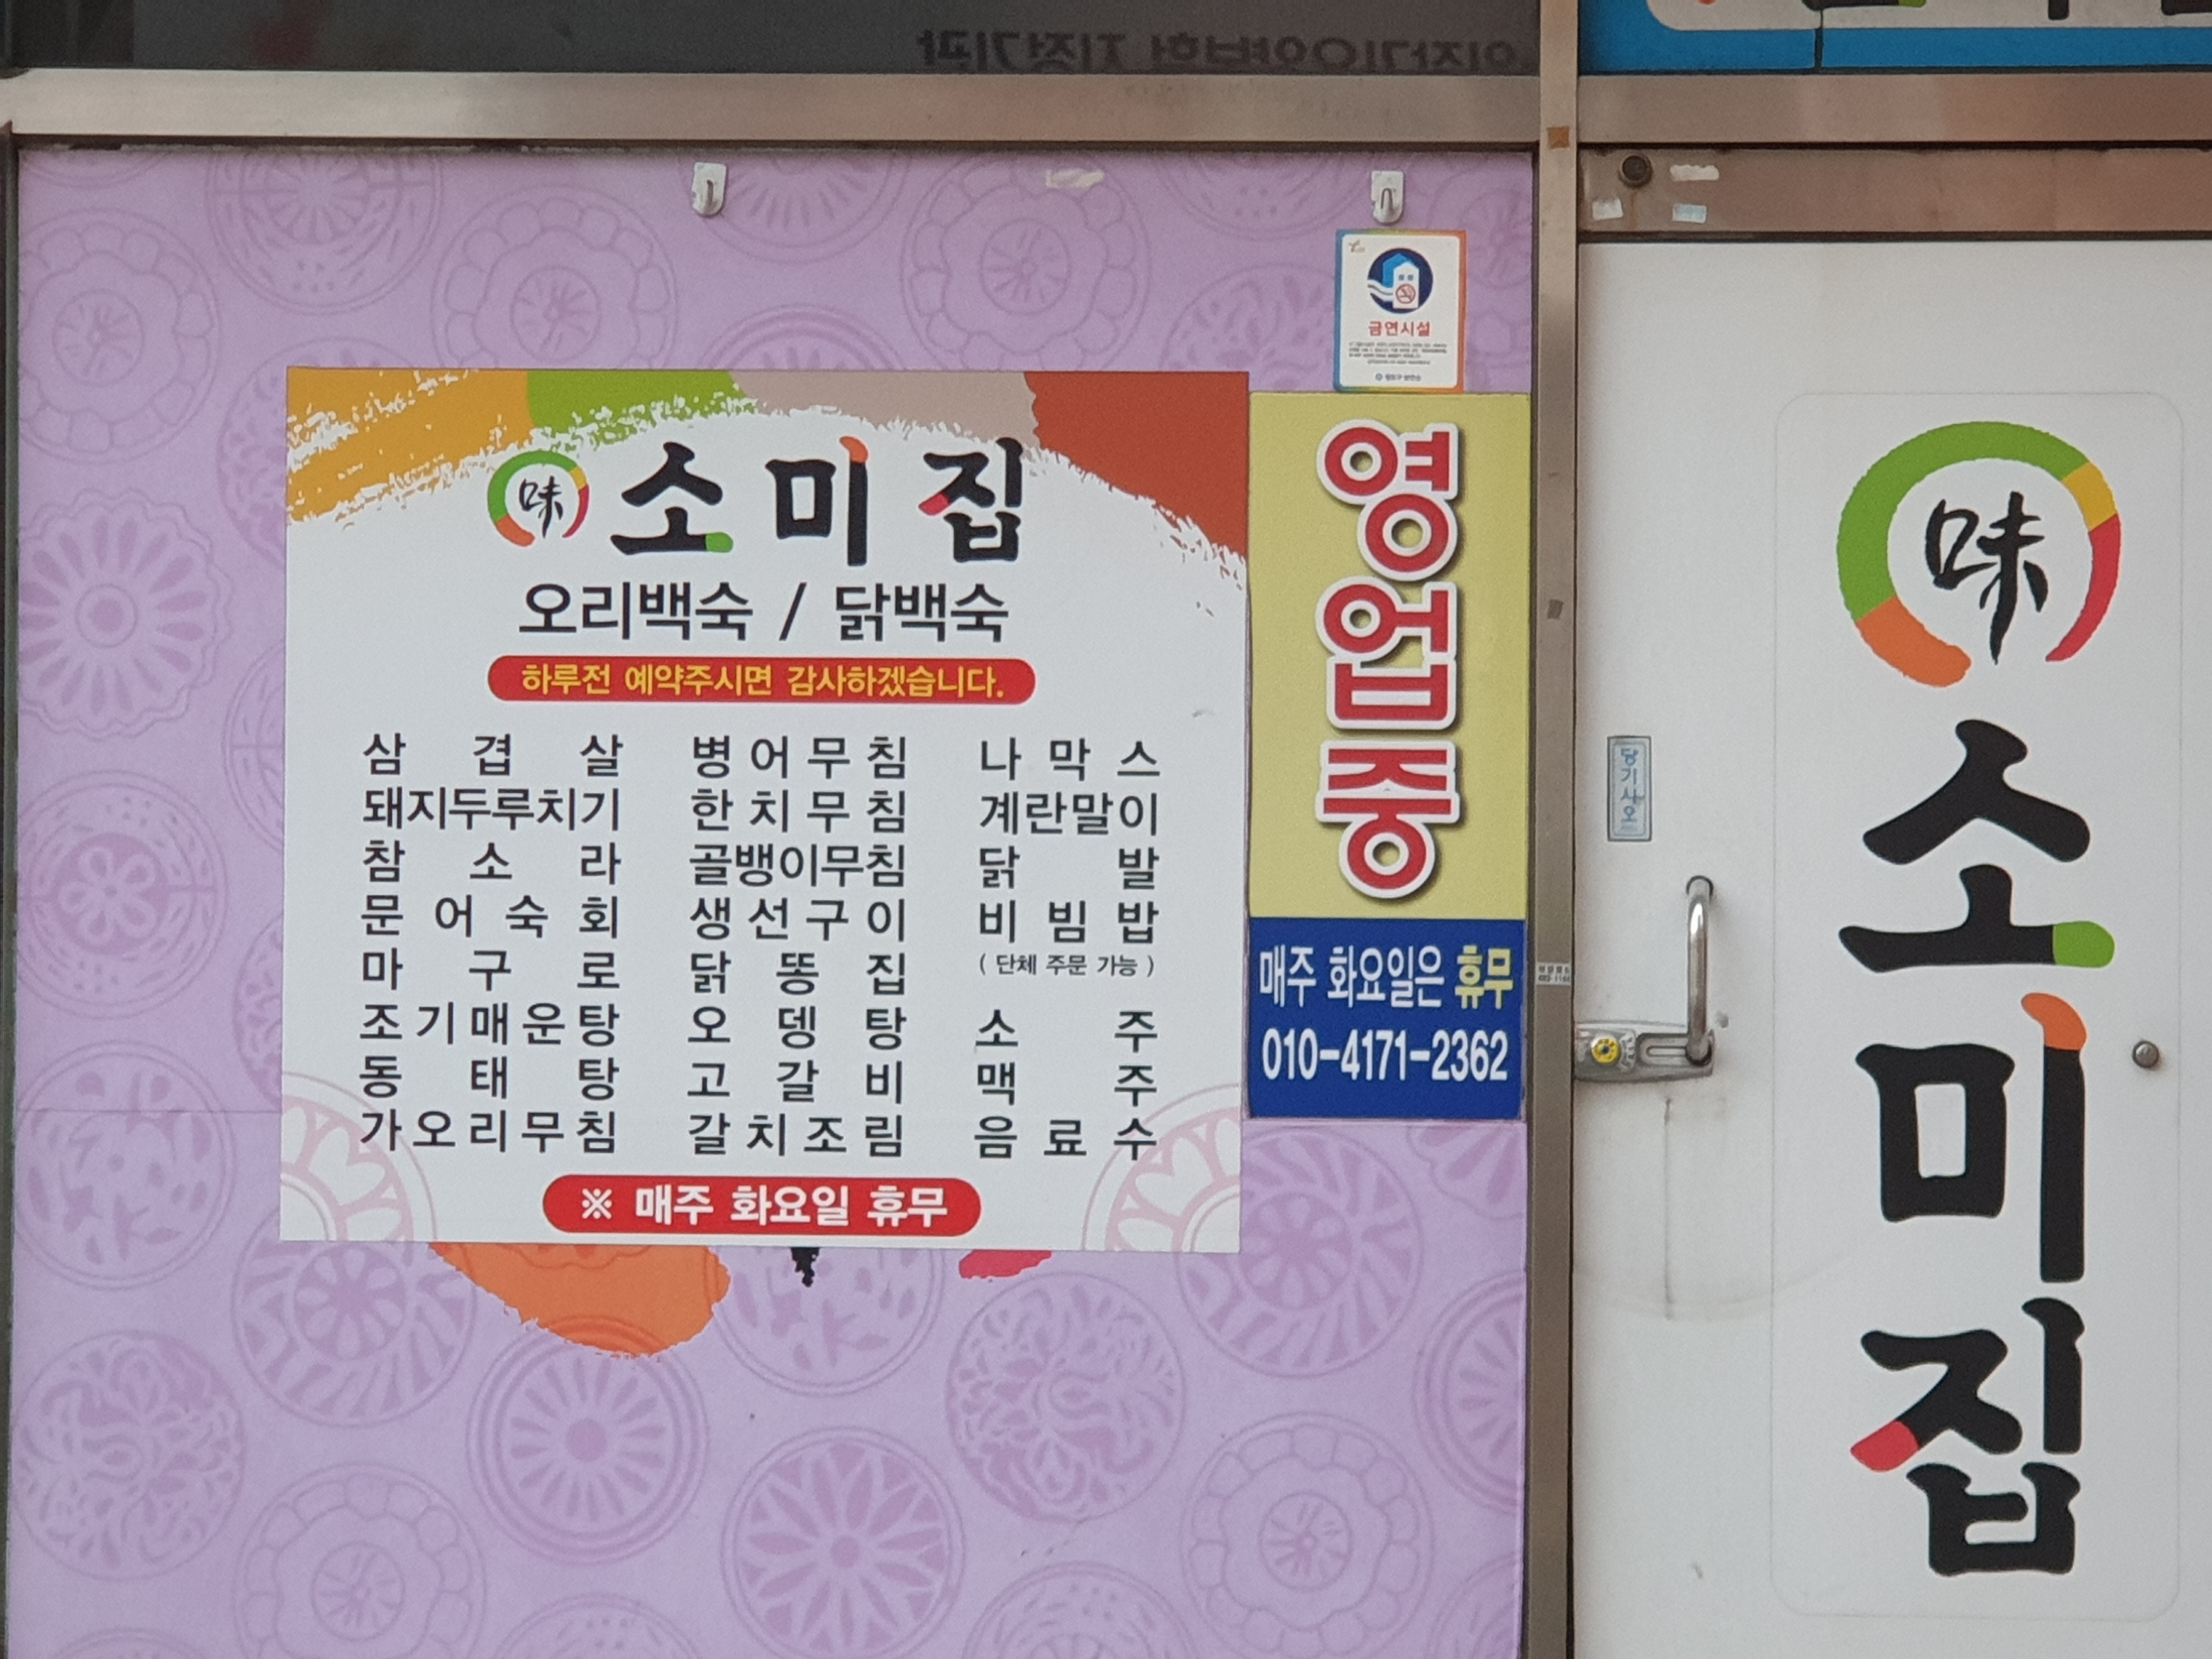 味 소미집
오리백숙 / 닭백숙
하루전 예약주시면 감사하겠습니다.
삼겹살
돼지두루치기
참소라
문어숙회
마구로
조기매운탕
동태탕
가오리무침
병어무침
한치무침
골뱅이무침
생선구이
닭똥집
오뎅탕
고갈비
갈치조림
나막스
계란말이
닭발
비빔밥
( 단체 주문 가능 )
소주
맥주
음료수
※ 매주 화요일 휴무
금연시설
영업중
매주 화요일은 휴무
010-4171-2362
당기시오
味
소미집